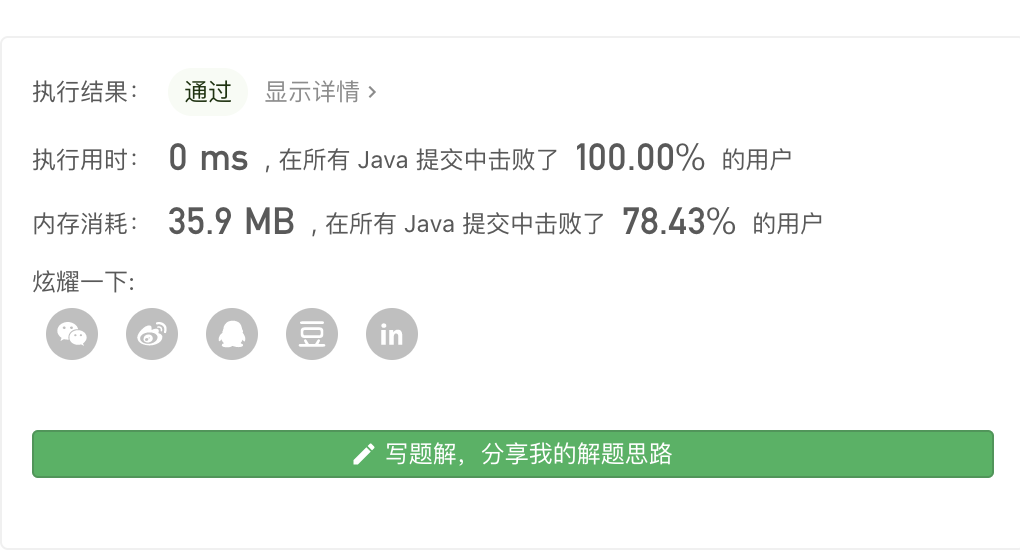 执行结果： 通过 显示详情 ›
执行用时： 0 ms , 在所有 Java 提交中击败了 100.00% 的用户
内存消耗： 35.9 MB , 在所有 Java 提交中击败了 78.43% 的用户
炫耀一下:
豆 in
写题解，分享我的解题思路